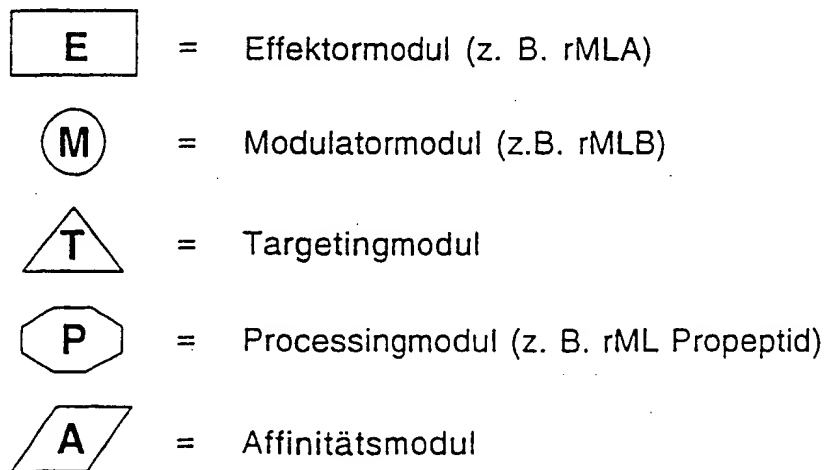 E = Effektormodul (z. B. rMLA)
M = Modulatormodul (z.B. rMLB)
T = Targetingmodul
P = Processingmodul (z. B. rML Propeptid)
A = Affinitätsmodul